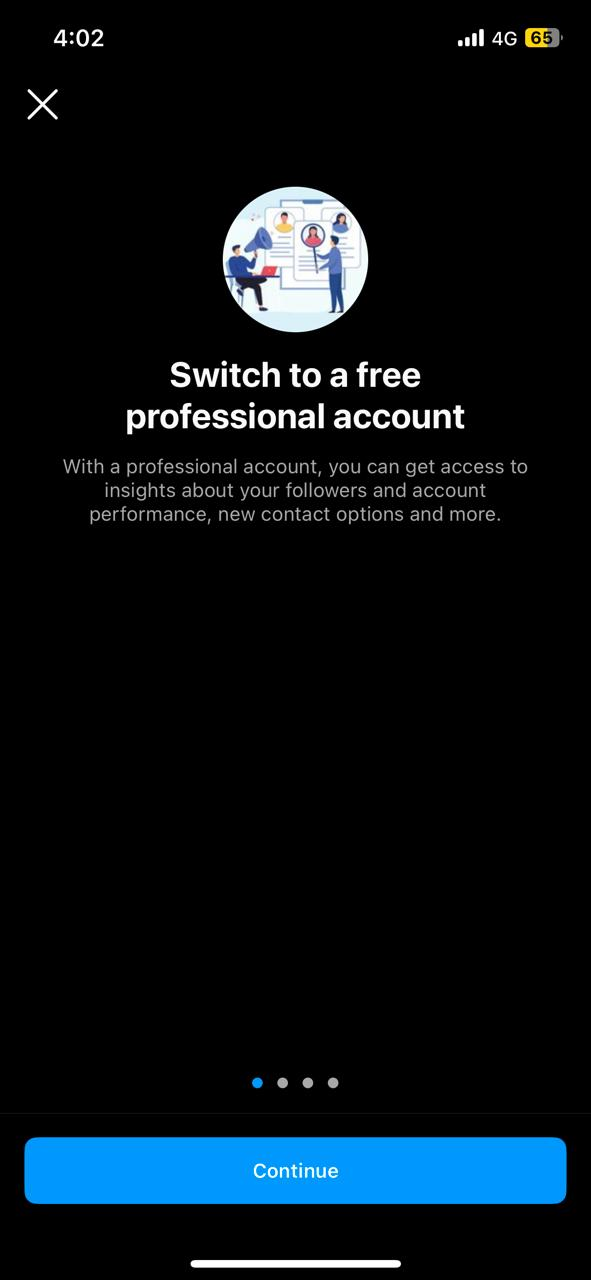 4:02
4G
65
Switch to a free
professional account
With a professional account, you can get access to
insights about your followers and account
performance, new contact options and more.
Continue